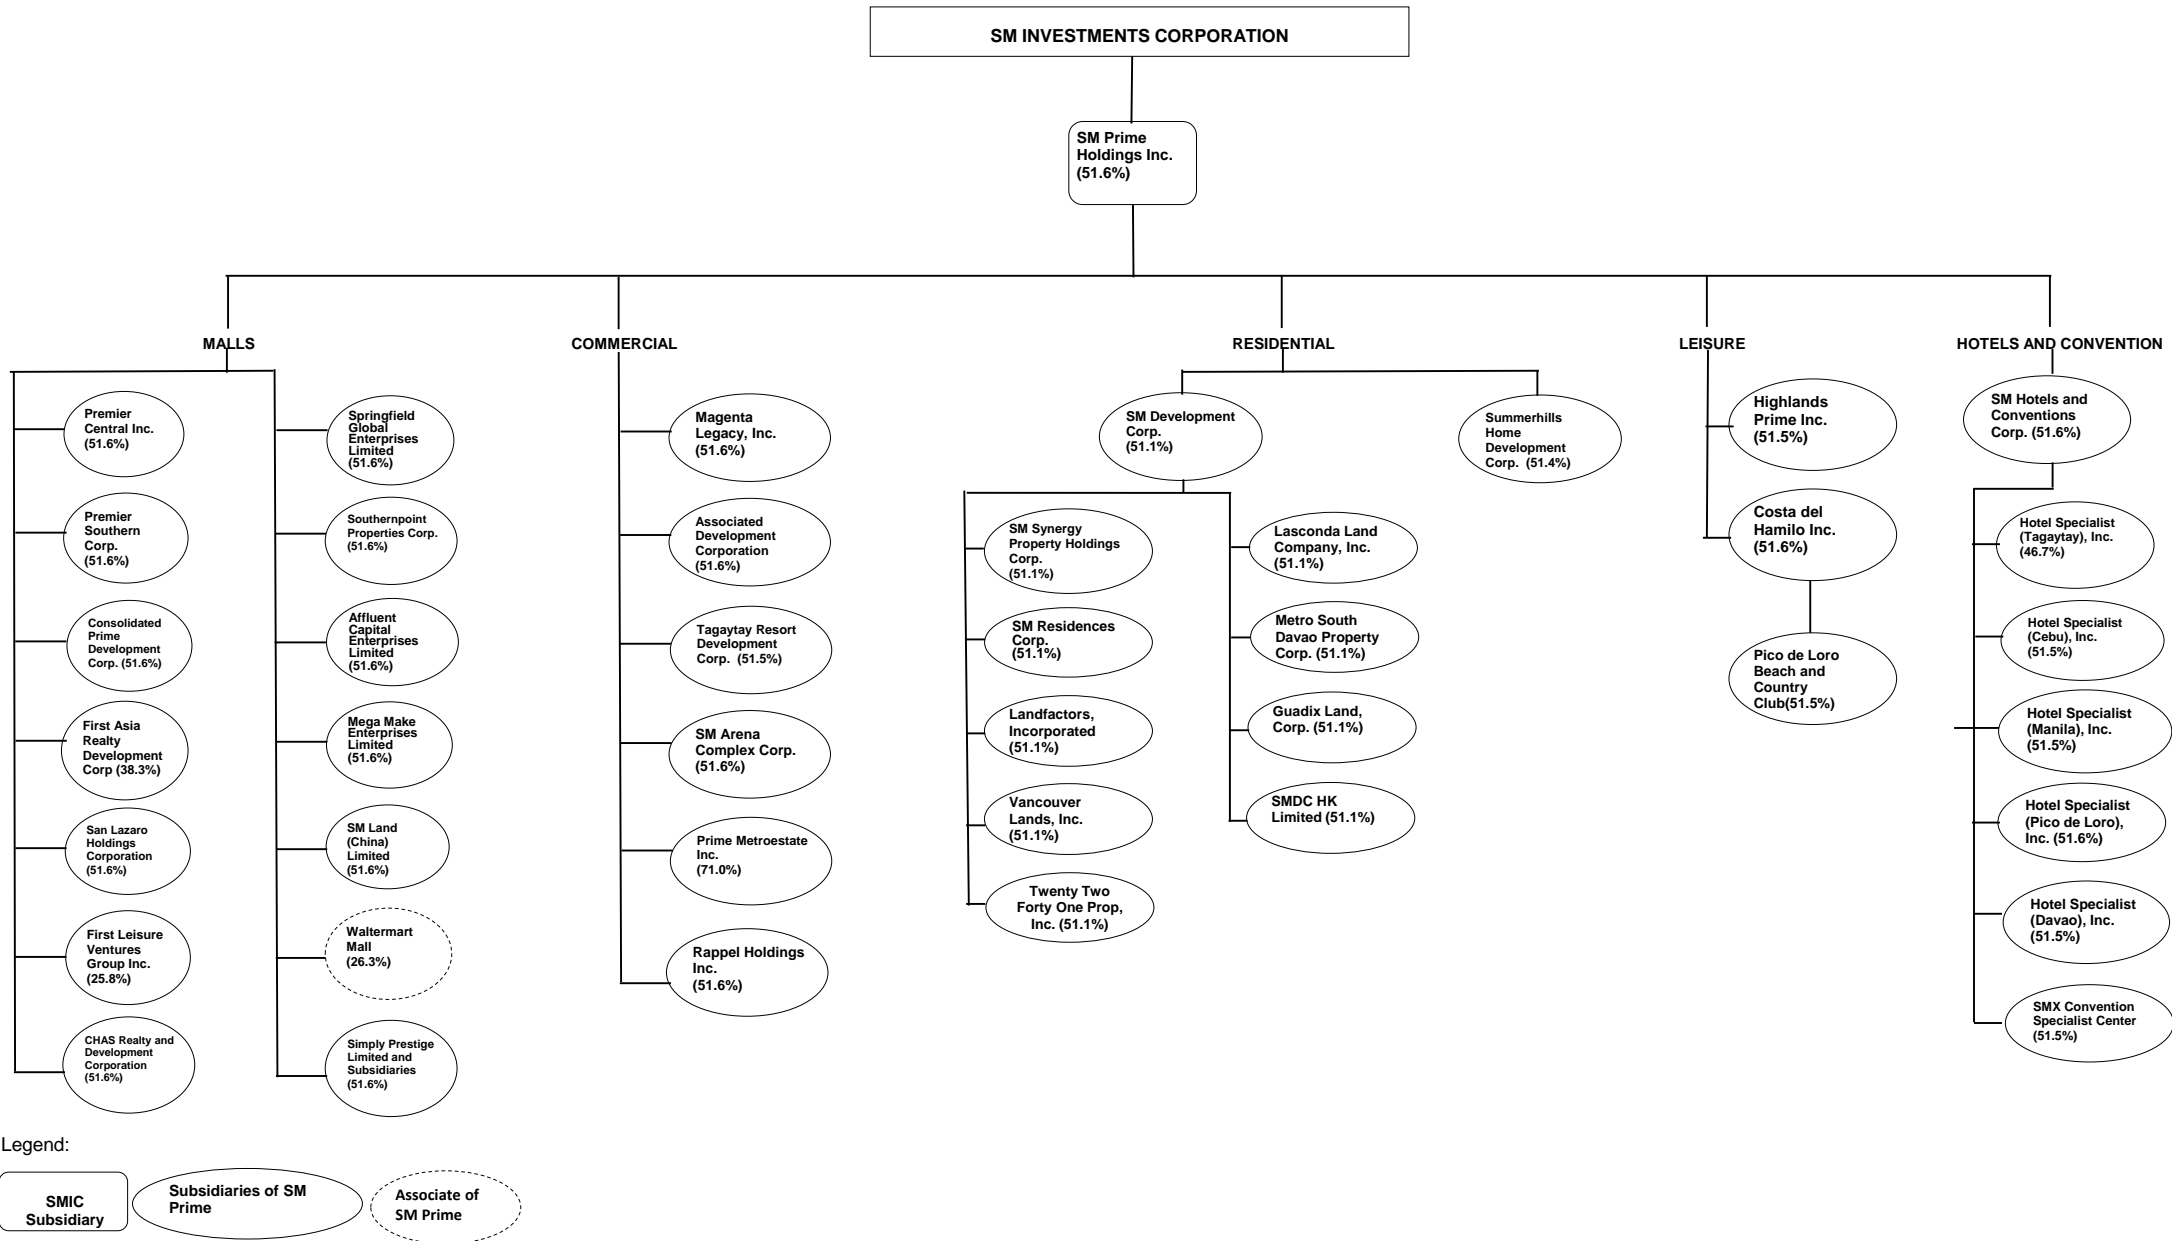 SM INVESTMENTS CORPORATION
SM Prime
Holdings Inc.
(51.6%)
MALLS
COMMERCIAL
RESIDENTIAL
LEISURE
HOTELS AND CONVENTION
Premier
Central Inc.
(51.6%)
Premier
Southern
Corp.
(51.6%)
Consolidated
Prime
Development
Corp. (51.6%)
First Asia
Realty
Development
Corp (38.3%)
San Lazaro
Holdings
Corporation
(51.6%)
First Leisure
Ventures
Group Inc.
(25.8%)
CHAS Realty and
Development
Corporation
(51.6%)
Springfield
Global
Enterprises
Limited
(51.6%)
Southernpoint
Properties Corp.
(51.6%)
Affluent
Capital
Enterprises
Limited
(51.6%)
Mega Make
Enterprises
Limited
(51.6%)
SM Land
(China)
Limited
(51.6%)
Waltermart
Mall
(26.3%)
Simply Prestige
Limited and
Subsidiaries
(51.6%)
Magenta
Legacy, Inc.
(51.6%)
Associated
Development
Corporation
(51.6%)
Tagaytay Resort
Development
Corp. (51.5%)
SM Arena
Complex Corp.
(51.6%)
Prime Metroestate
Inc.
(71.0%)
Rappel Holdings
Inc.
(51.6%)
SM Development
Corp.
(51.1%)
Summerhills
Home
Development
Corp. (51.4%)
SM Synergy
Property Holdings
Corp.
(51.1%)
SM Residences
Corp.
(51.1%)
Landfactors,
Incorporated
(51.1%)
Vancouver
Lands, Inc.
(51.1%)
Twenty Two
Forty One Prop,
Inc. (51.1%)
Lasconda Land
Company, Inc.
(51.1%)
Metro South
Davao Property
Corp. (51.1%)
Guadix Land,
Corp. (51.1%)
SMDC HK
Limited (51.1%)
Highlands
Prime Inc.
(51.5%)
Costa del
Hamilo Inc.
(51.6%)
Pico de Loro
Beach and
Country
Club(51.5%)
SM Hotels and
Conventions
Corp. (51.6%)
Hotel Specialist
(Tagaytay), Inc.
(46.7%)
Hotel Specialist
(Cebu), Inc.
(51.5%)
Hotel Specialist
(Manila), Inc.
(51.5%)
Hotel Specialist
(Pico de Loro),
Inc. (51.6%)
Hotel Specialist
(Davao), Inc.
(51.5%)
SMX Convention
Specialist Center
(51.5%)
Legend:
SMIC
Subsidiary
Subsidiaries of SM
Prime
Associate of
SM Prime